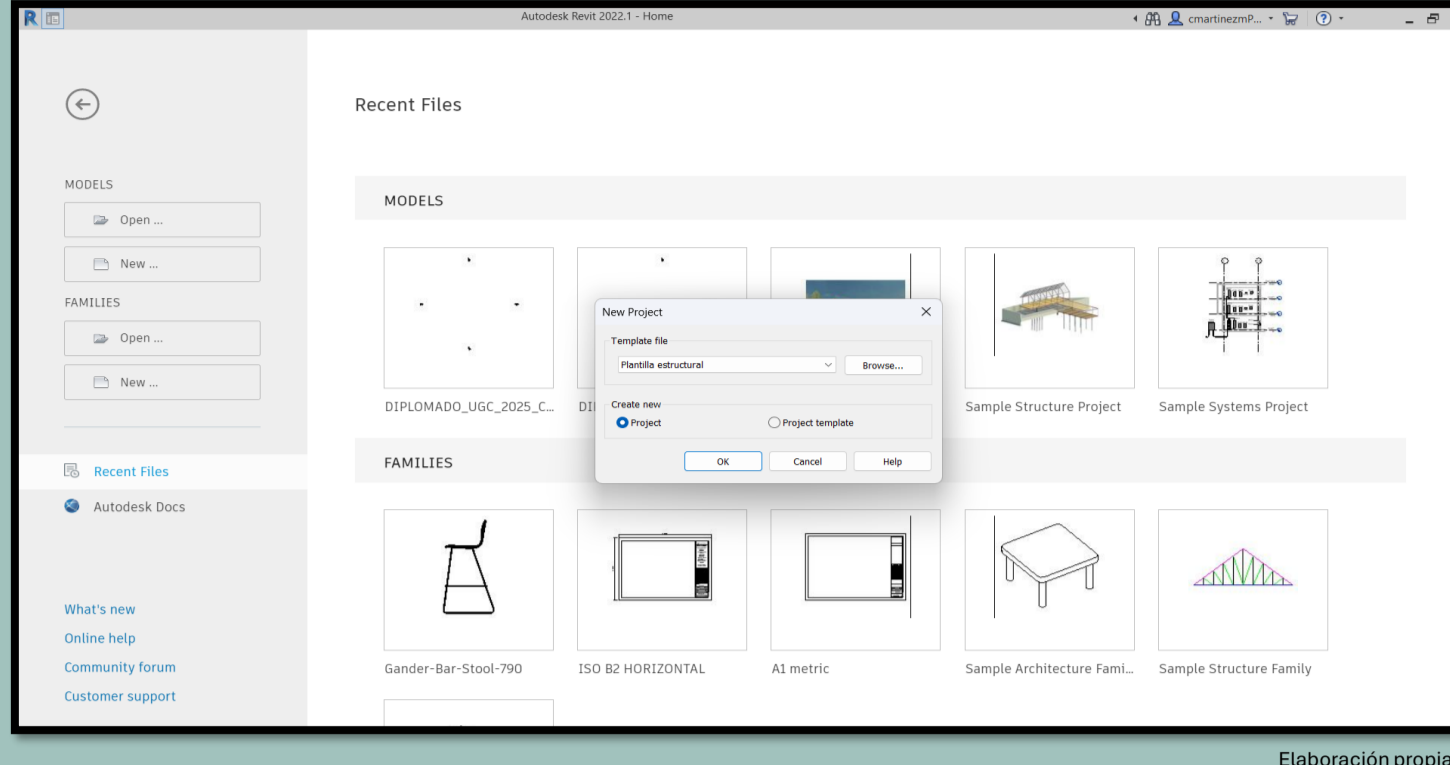 Autodesk Revit 2022.1 - Home
cmartinezmP...
Recent Files
MODELS
Open ...
New ...
FAMILIES
Open ...
New ...
Recent Files
Autodesk Docs
What's new
Online help
Community forum
Customer support
MODELS
DIPLOMADO_UGC_2025_C...
Sample Structure Project
Sample Systems Project
New Project
Template file
Plantilla estructural
Browse...
Create new
Project
Project template
OK
Cancel
Help
FAMILIES
Gander-Bar-Stool-790
ISO B2 HORIZONTAL
A1 metric
Sample Architecture Fami...
Sample Structure Family
Elaboración propia